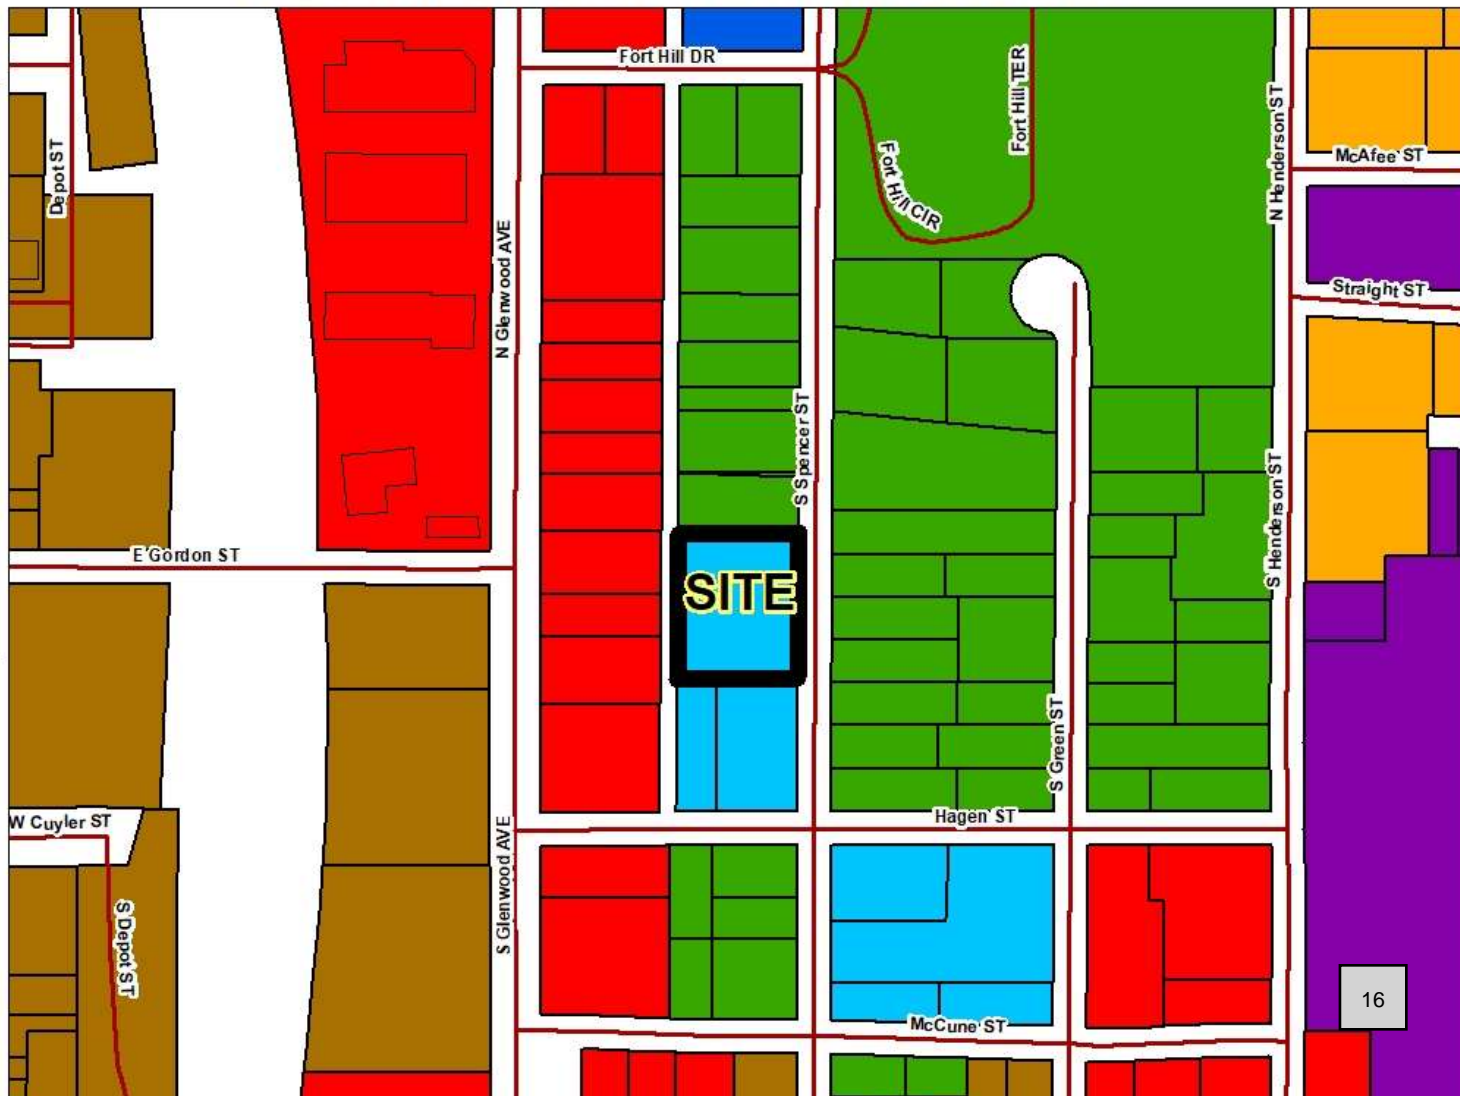 Fort Hill DR
Fort Hill TER
N Henderson ST
McAfee ST
Depot ST
Fort Hill CIR
N Glenwood AVE
Straight ST
S Spencer ST
S Henderson ST
E Gordon ST
SITE
S Green ST
W Cuyler ST
Hagen ST
S Glenwood AVE
S Depot ST
16
McCune ST